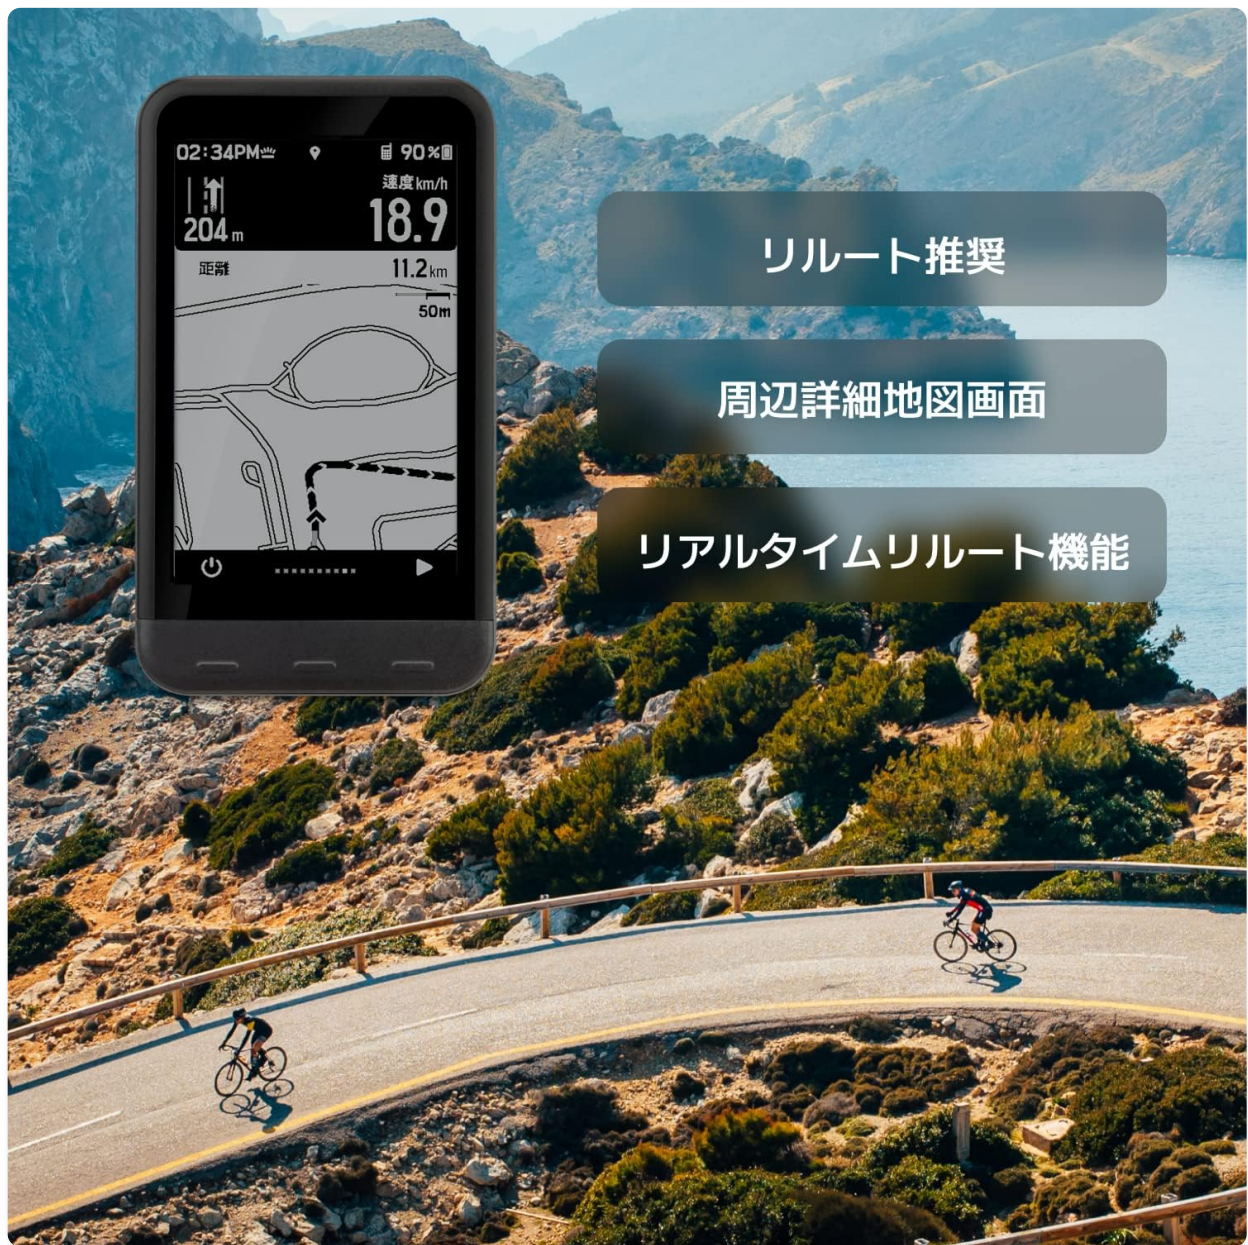 02:34PM 90%
204m
速度km/h
18.9
距離 11.2km
50m
リルート推奨
周辺詳細地図画面
リアルタイムリルート機能